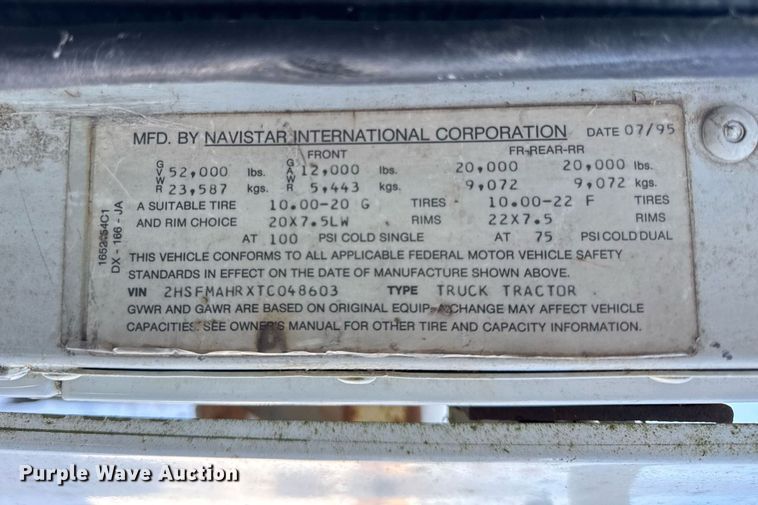 MFD. BY NAVISTAR INTERNATIONAL CORPORATION DATE 07/95
FRONT FR-REAR-RR
GVWR 52,000 lbs. GAWR 12,000 lbs. 20,000 20,000 lbs.
23,587 kgs. 5,443 kgs. 9,072 9,072 kgs.
A SUITABLE TIRE 10.00-20 G TIRES 10.00-22 F TIRES
AND RIM CHOICE 20X7.5LW RIMS 22X7.5 RIMS
AT 100 PSI COLD SINGLE AT 75 PSI COLD DUAL
THIS VEHICLE CONFORMS TO ALL APPLICABLE FEDERAL MOTOR VEHICLE SAFETY
STANDARDS IN EFFECT ON THE DATE OF MANUFACTURE SHOWN ABOVE.
VIN 2HSFMAHRXTC048603 TYPE TRUCK TRACTOR
GVWR AND GAWR ARE BASED ON ORIGINAL EQUIP. CHANGE MAY AFFECT VEHICLE
CAPACITIES. SEE OWNER'S MANUAL FOR OTHER TIRE AND CAPACITY INFORMATION.
DX - 166 - JA
Purple Wave Auction